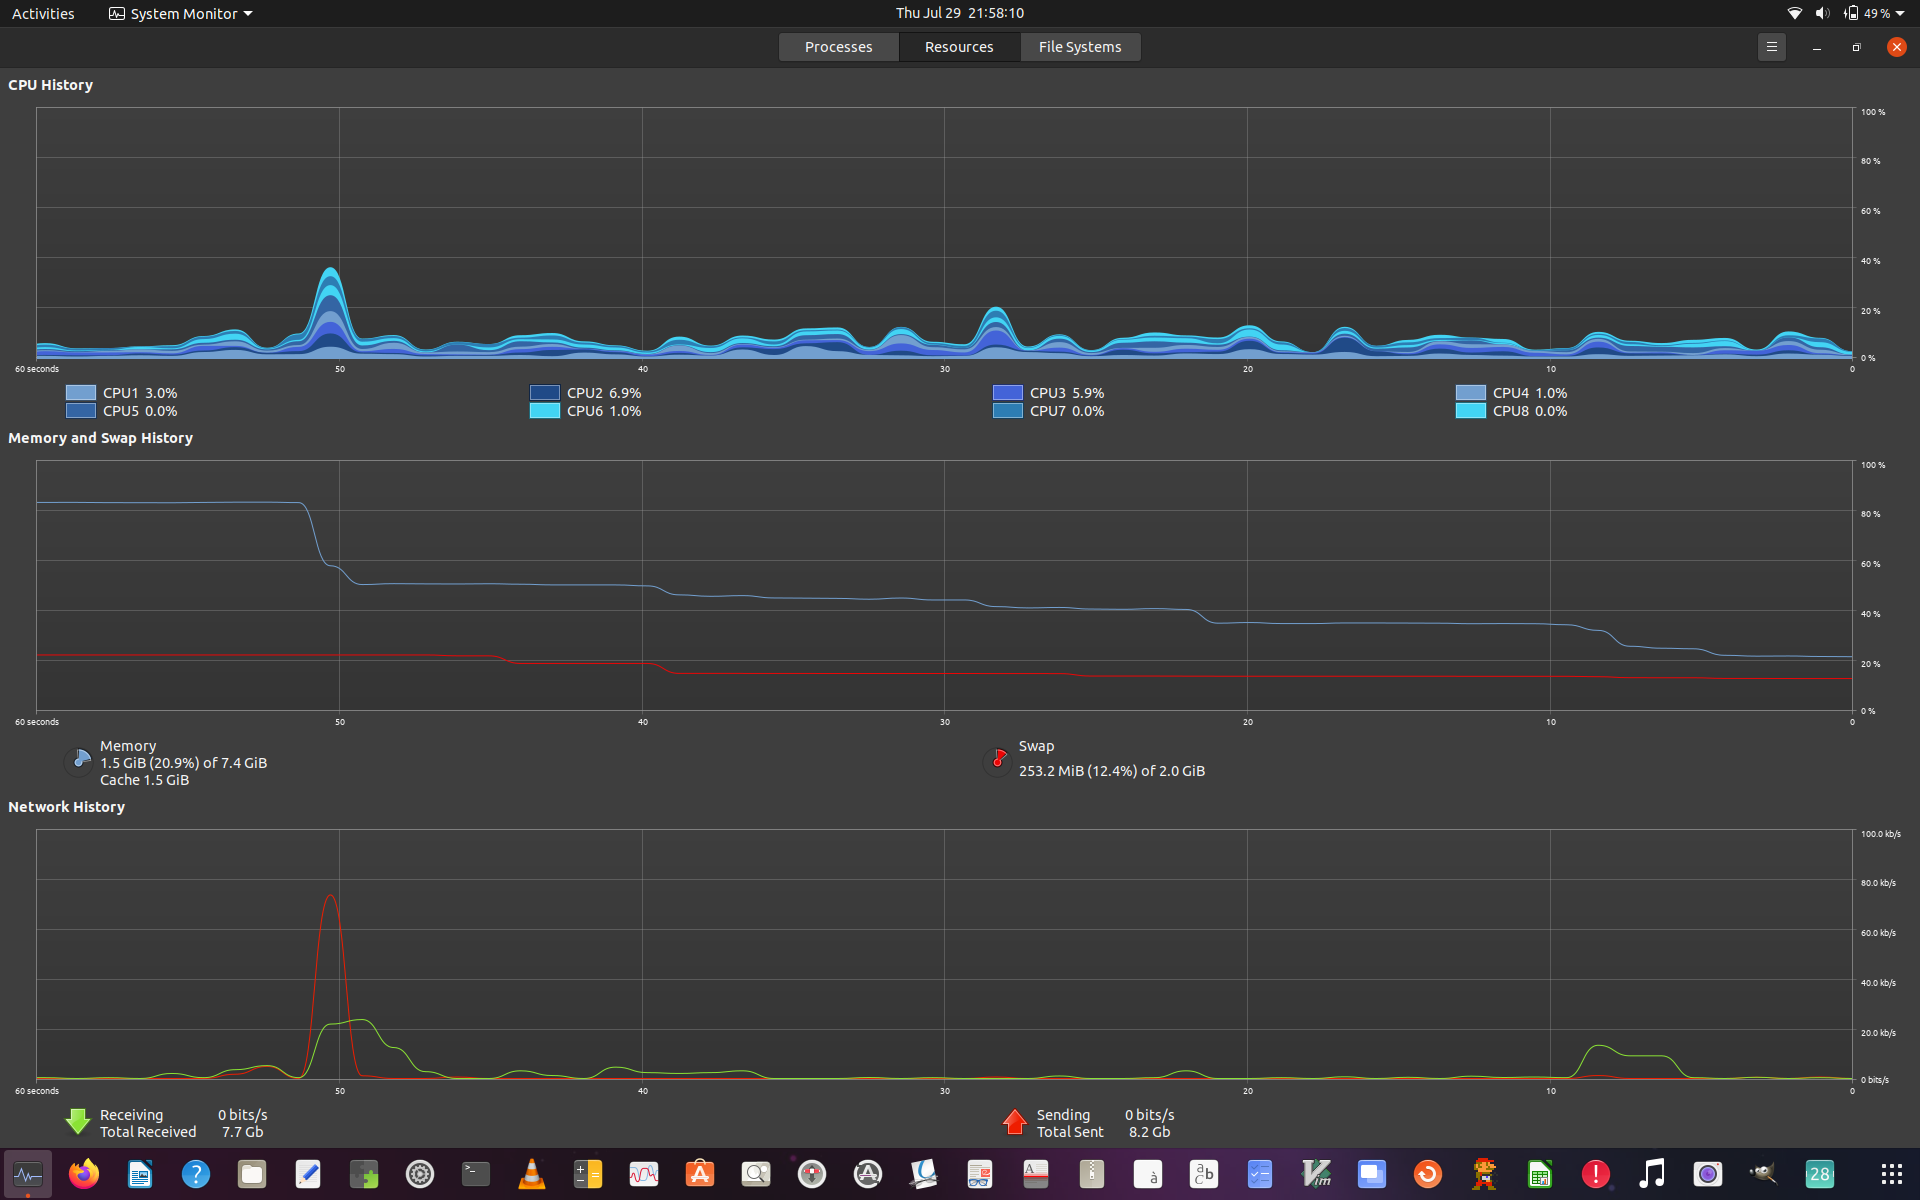 Activities System Monitor Thu Jul 29 21:58:10 49 %
Processes Resources File Systems
CPU History
100 %
80 %
60 %
40 %
20 %
0 %
60 seconds 50 40 30 20 10 0
CPU1 3.0% CPU2 6.9% CPU3 5.9% CPU4 1.0%
CPU5 0.0% CPU6 1.0% CPU7 0.0% CPU8 0.0%
Memory and Swap History
100 %
80 %
60 %
40 %
20 %
0 %
60 seconds 50 40 30 20 10 0
Memory
1.5 GiB (20.9%) of 7.4 GiB
Cache 1.5 GiB
Swap
253.2 MiB (12.4%) of 2.0 GiB
Network History
100.0 kb/s
80.0 kb/s
60.0 kb/s
40.0 kb/s
20.0 kb/s
0 bits/s
60 seconds 50 40 30 20 10 0
Receiving 0 bits/s
Total Received 7.7 Gb
Sending 0 bits/s
Total Sent 8.2 Gb
? >_ A à a b c Vim ! 28